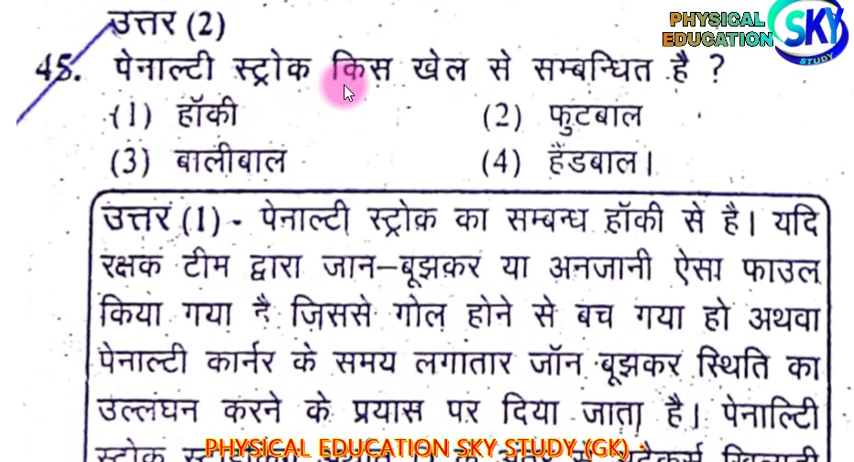 उत्तर (2)
PHYSICAL
EDUCATION
SKY
STUDY
45. पेनाल्टी स्ट्रोक किस खेल से सम्बन्धित है ?
(1) हॉकी (2) फुटबाल
(3) बालीबाल (4) हैंडबाल।
उत्तर (1) - पेनाल्टी स्ट्रोक का सम्बन्ध हॉकी से है। यदि
रक्षक टीम द्वारा जान-बूझकर या अनजानी ऐसा फाउल
किया गया है जिससे गोल होने से बच गया हो अथवा
पेनाल्टी कार्नर के समय लगातार जॉन बूझकर स्थिति का
उल्लंघन करने के प्रयास पर दिया जाता है। पेनाल्टि
स्ट्रोक
PHYSICAL EDUCATION SKY STUDY (GK) :